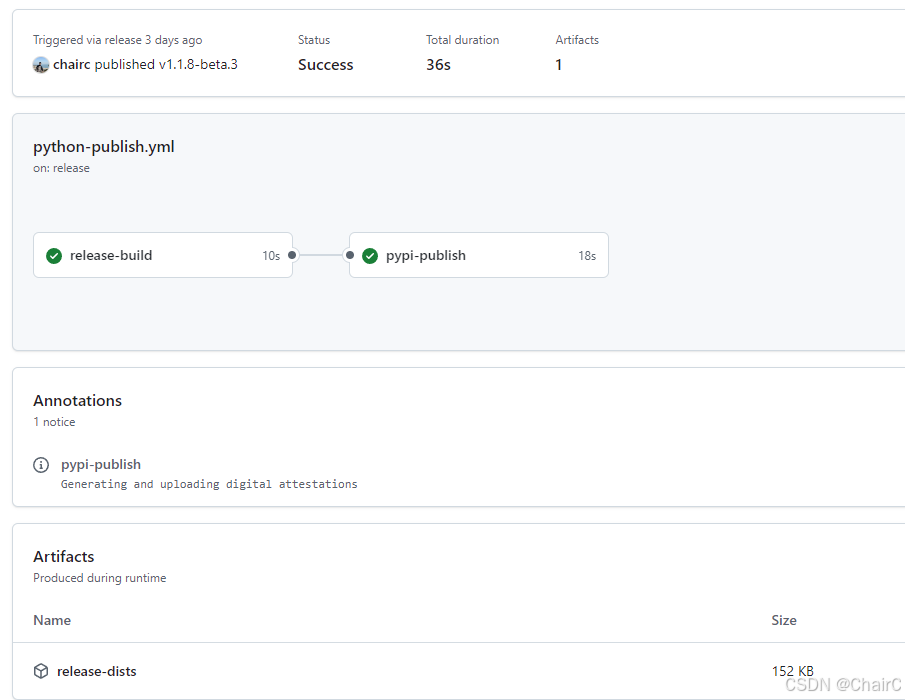 Triggered via release 3 days ago
chairc published v1.1.8-beta.3
Status
Success
Total duration
36s
Artifacts
1
python-publish.yml
on: release
release-build 10s
pypi-publish 18s
Annotations
1 notice
pypi-publish
Generating and uploading digital attestations
Artifacts
Produced during runtime
Name Size
release-dists 152 KB
CSDN @ChairC